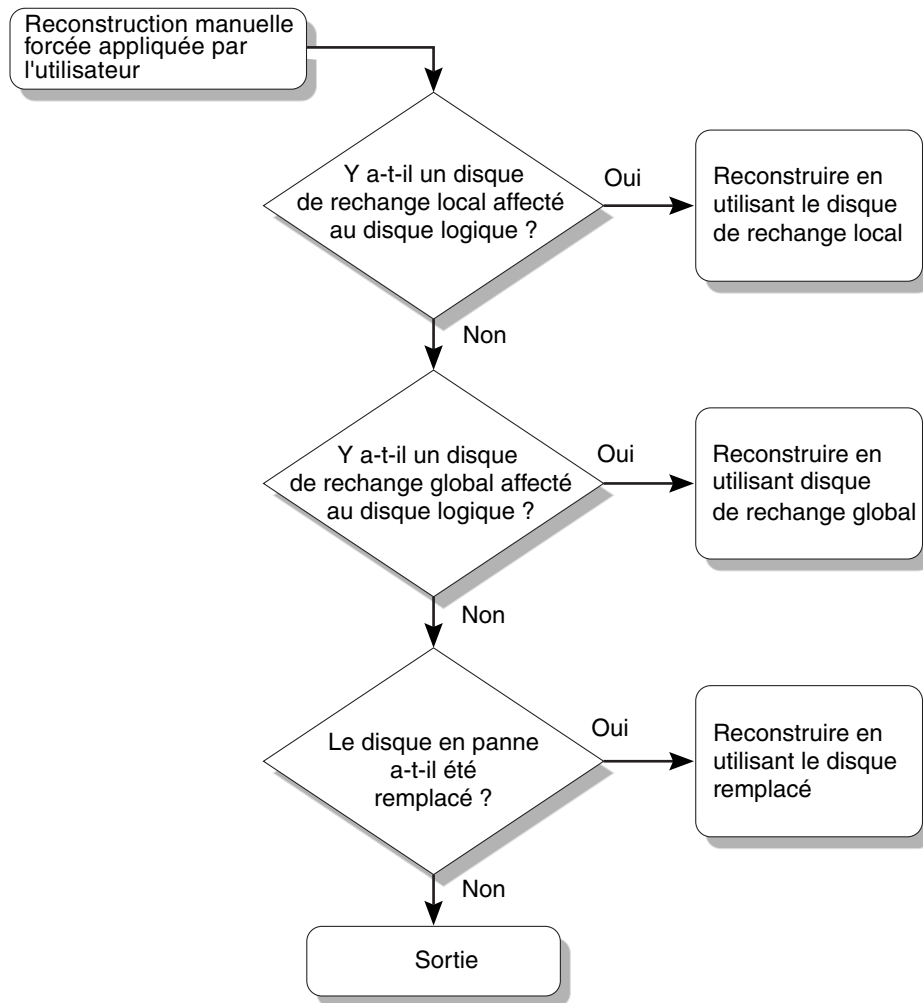 Reconstruction manuelle
forcée appliquée par
l'utilisateur
Y a-t-il un disque
de rechange local affecté
au disque logique ?
Oui
Reconstruire en
utilisant le disque
de rechange local
Non
Y a-t-il un disque
de rechange global affecté
au disque logique ?
Oui
Reconstruire en
utilisant disque
de rechange global
Non
Le disque en panne
a-t-il été
remplacé ?
Oui
Reconstruire en
utilisant le disque
remplacé
Non
Sortie